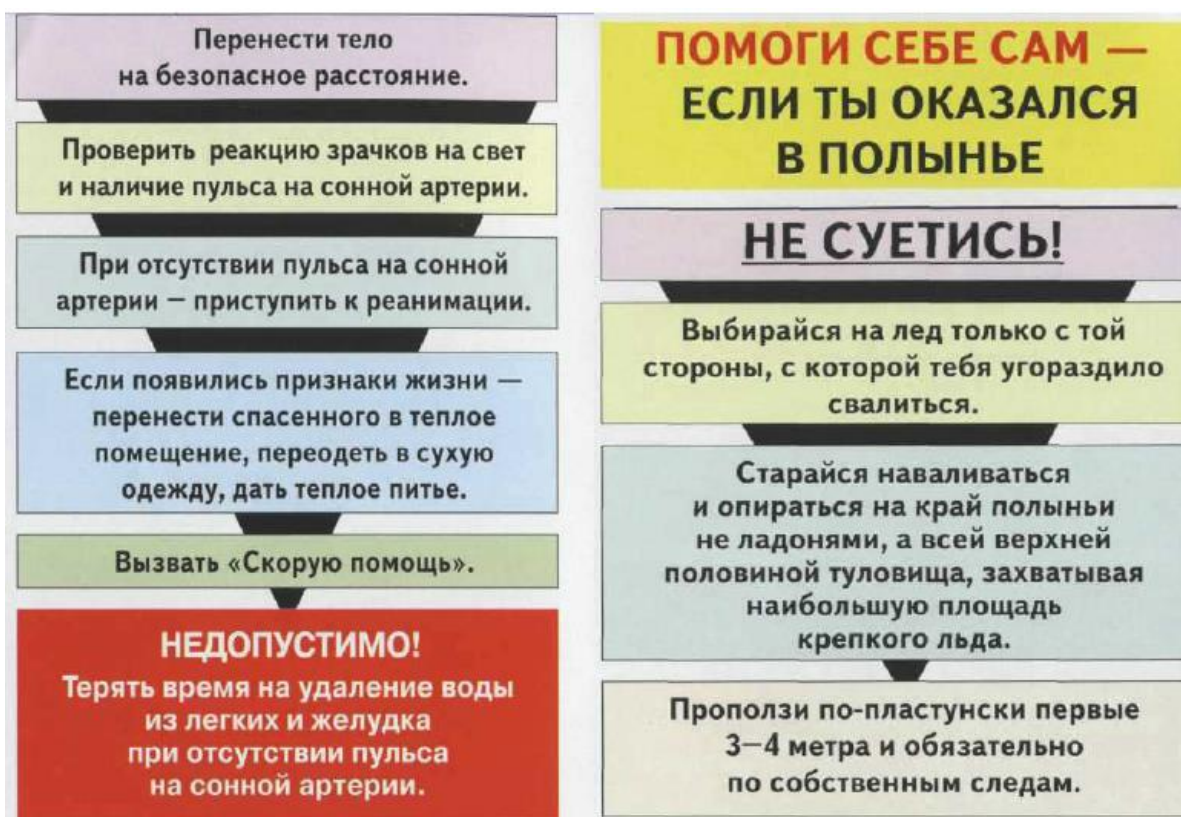 Перенести тело
на безопасное расстояние.
Проверить реакцию зрачков на свет
и наличие пульса на сонной артерии.
При отсутствии пульса на сонной
артерии — приступить к реанимации.
Если появились признаки жизни —
перенести спасенного в теплое
помещение, переодеть в сухую
одежду, дать теплое питье.
Вызвать «Скорую помощь».
НЕДОПУСТИМО!
Терять время на удаление воды
из легких и желудка
при отсутствии пульса
на сонной артерии.
ПОМОГИ СЕБЕ САМ —
ЕСЛИ ТЫ ОКАЗАЛСЯ
В ПОЛЫНЬЕ
НЕ СУЕТИСЬ!
Выбирайся на лед только с той
стороны, с которой тебя угораздило
свалиться.
Старайся наваливаться
и опираться на край полыньи
не ладонями, а всей верхней
половиной туловища, захватывая
наибольшую площадь
крепкого льда.
Проползи по-пластунски первые
3—4 метра и обязательно
по собственным следам.